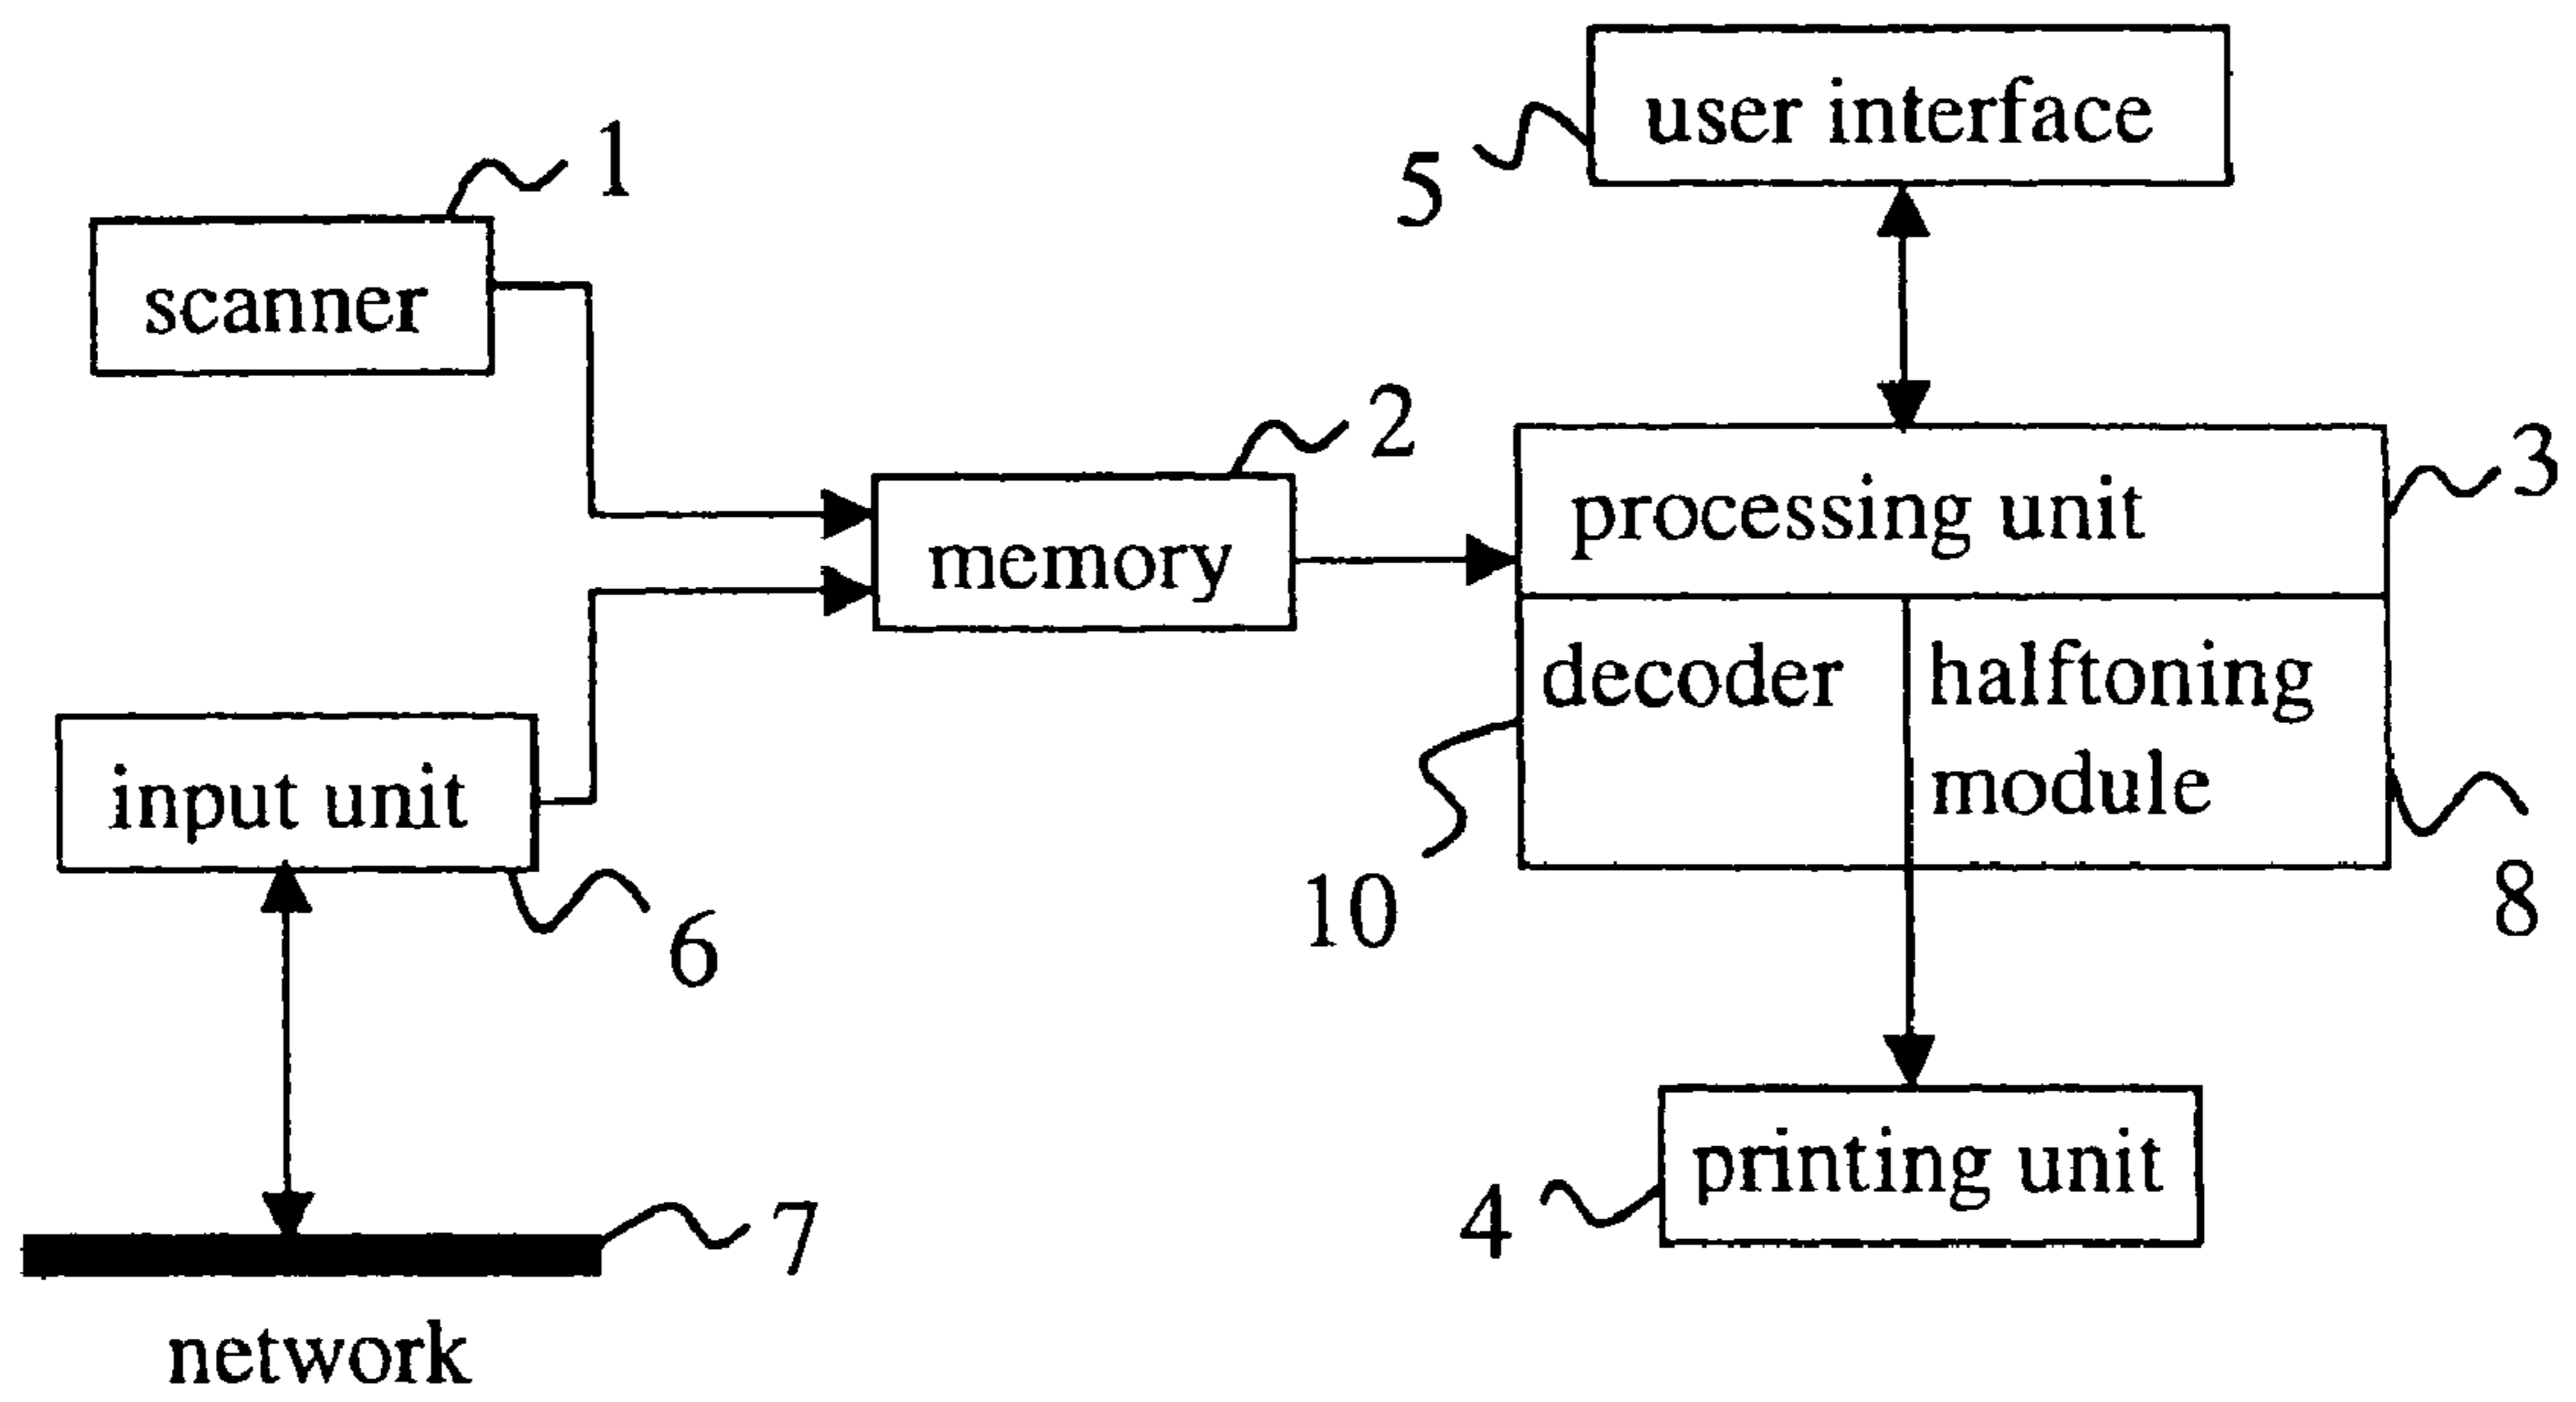 user interface
5
1
scanner
2
memory
processing unit
3
decoder
halftoning
module
10
8
input unit
6
7
network
printing unit
4